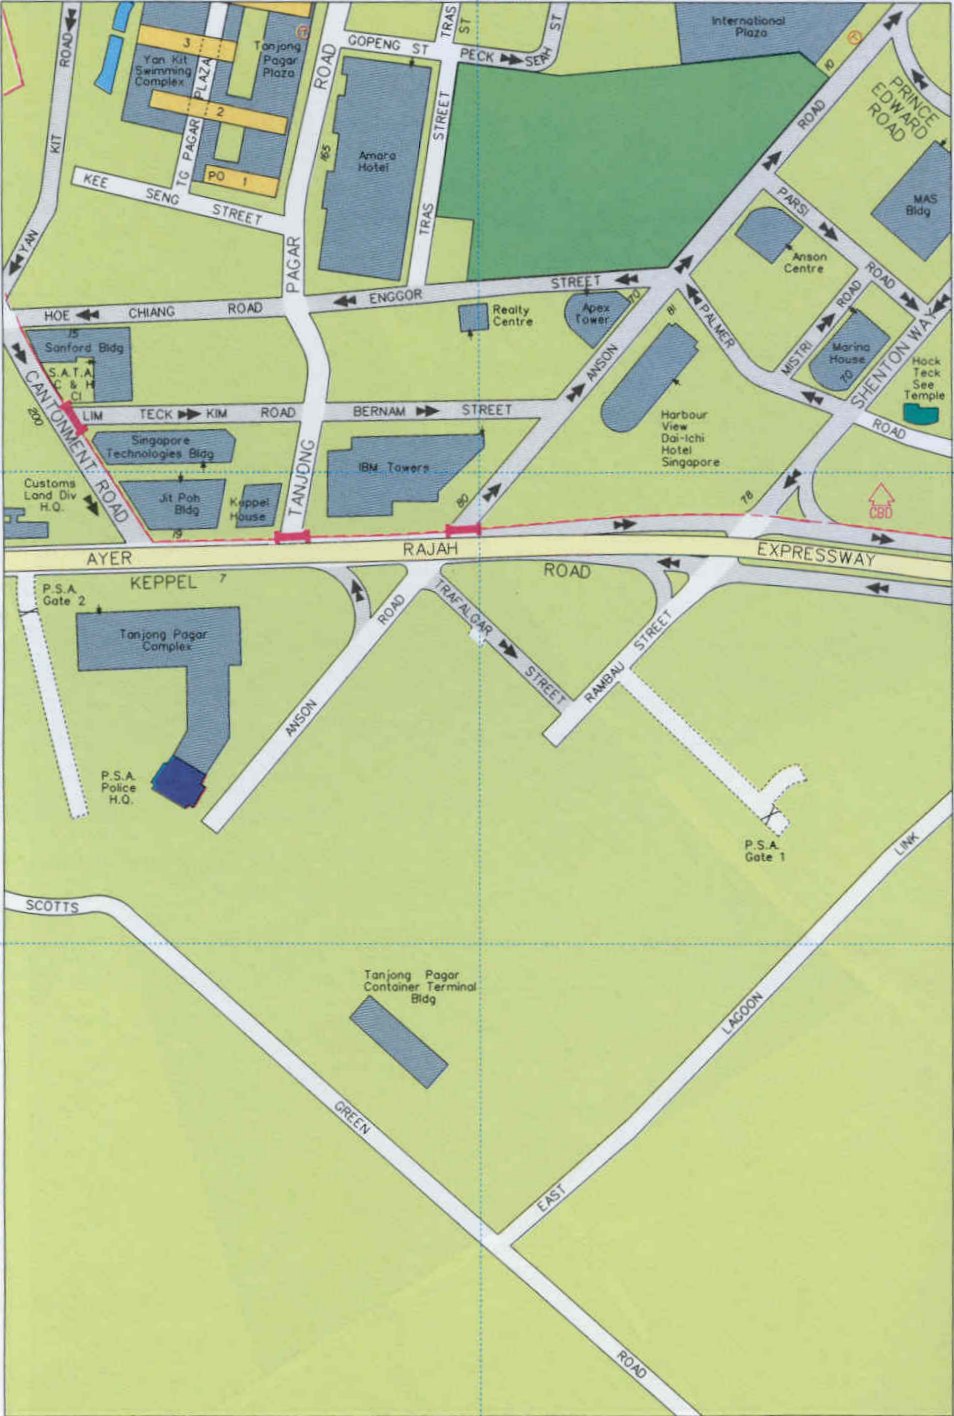 ROAD
KIT
YAN
3
Yan Kit
Swimming
Complex
PLAZA
TG PAGAR
Tanjong
Pagar
Plaza
2
PO 1
KEE SENG STREET
ROAD
PAGAR
TANJONG
165
GOPENG ST
TRAS
ST
PECK SEAH
ST
TRAS STREET
Amara
Hotel
International
Plaza
10
ROAD
PRINCE
EDWARD
ROAD
MAS
Bldg
PARSI ROAD
Anson
Centre
ENGGOR STREET
HOE CHIANG ROAD
15
Sanford Bldg
S.A.T.A.
C & H
Cl
CANTONMENT ROAD
200
LIM TECK KIM ROAD
BERNAM STREET
Realty
Centre
Apex
Tower
70
81
ANSON
PALMER
ROAD
MISTRI ROAD
Marina
House
70
SHENTON WAY
Hock
Teck
See
Temple
Harbour
View
Dai-Ichi
Hotel
Singapore
Singapore
Technologies Bldg
IBM Towers
Customs
Land Div
H.Q.
Jit Poh
Bldg
Keppel
House
19
80
78
CBD
AYER RAJAH EXPRESSWAY
KEPPEL 7 ROAD
P.S.A.
Gate 2
Tanjong Pagar
Complex
ANSON ROAD
TRAFALGAR STREET
RAMBAU STREET
P.S.A.
Police
H.Q.
P.S.A.
Gate 1
SCOTTS
GREEN
ROAD
Tanjong Pagar
Container Terminal
Bldg
EAST
LAGOON
LINK